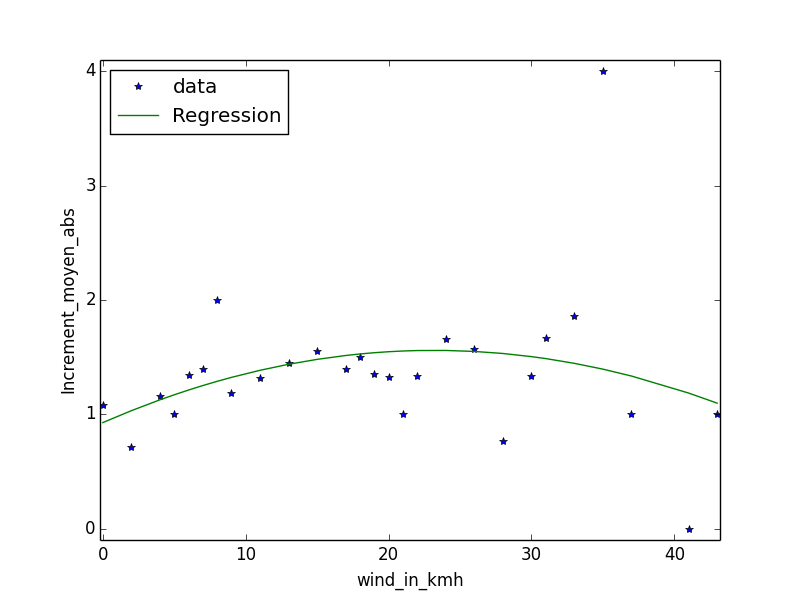 data
Regression
4
3
2
1
0
Increment_moyen_abs
0 10 20 30 40
wind_in_kmh